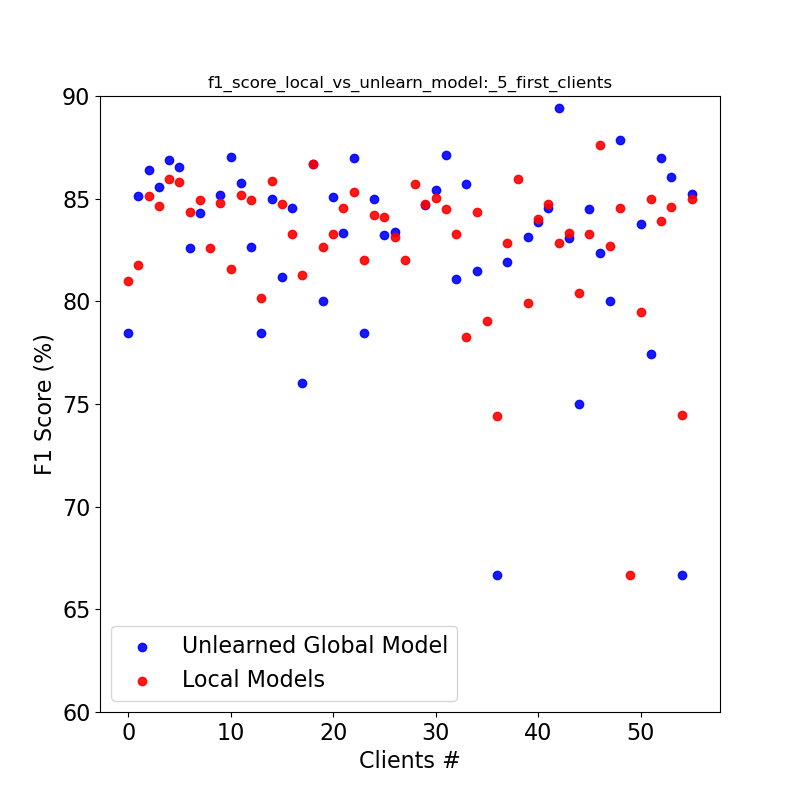 f1_score_local_vs_unlearn_model:_5_first_clients
90
85
80
75
70
65
60
F1 Score (%)
Unlearned Global Model
Local Models
0 10 20 30 40 50
Clients #